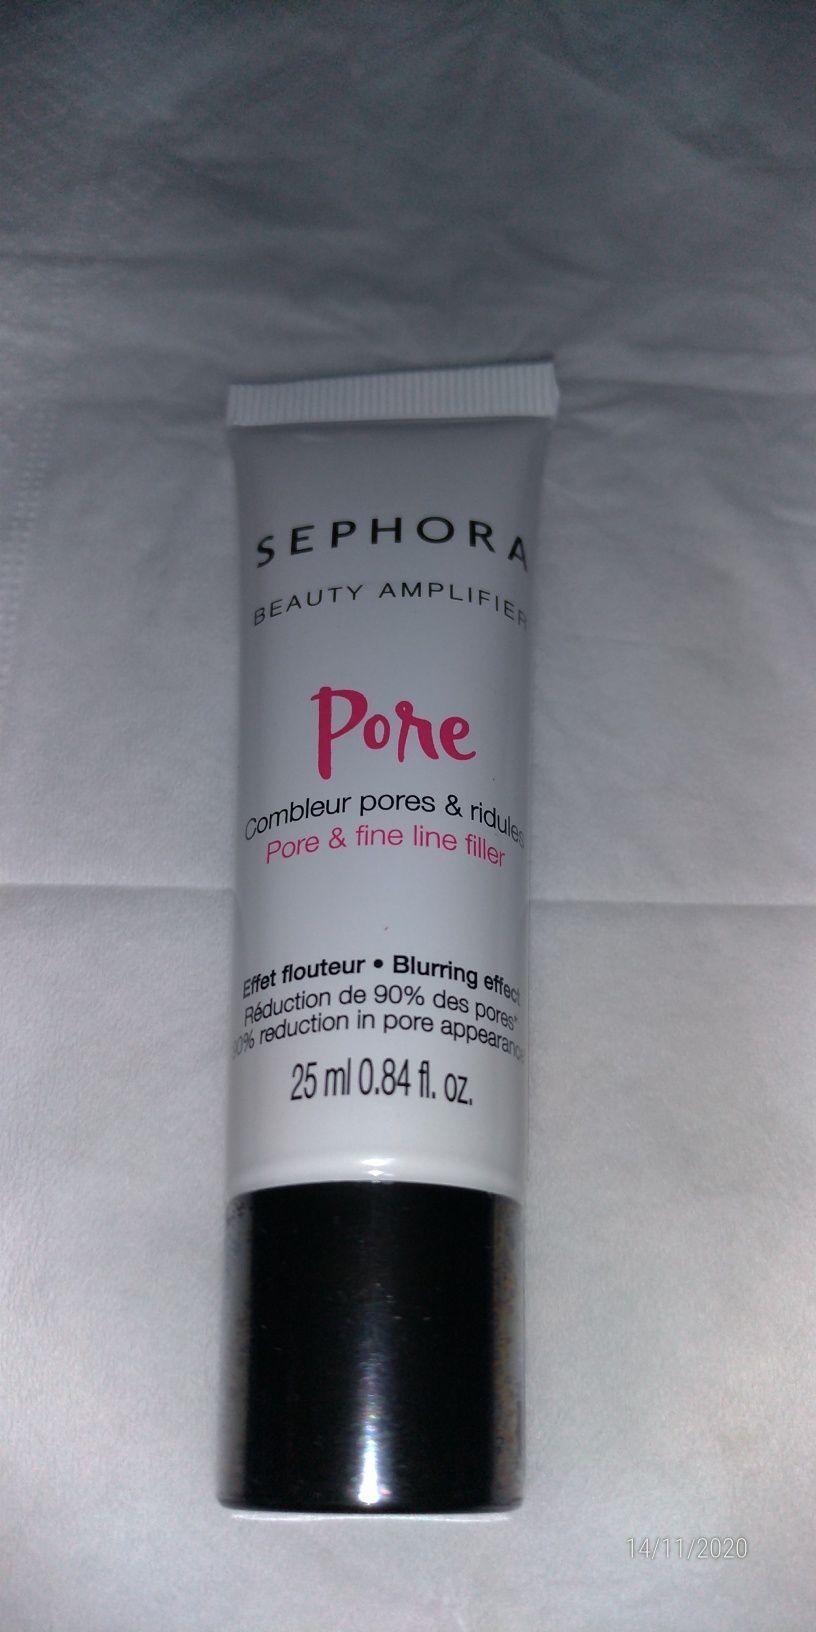 SEPHORA
BEAUTY AMPLIFIER
Pore
Combleur pores & ridules
Pore & fine line filler
Effet flouteur • Blurring effect
Réduction de 90% des pores*
90% reduction in pore appearance
25 ml 0.84 fl. oz.
14/11/2020